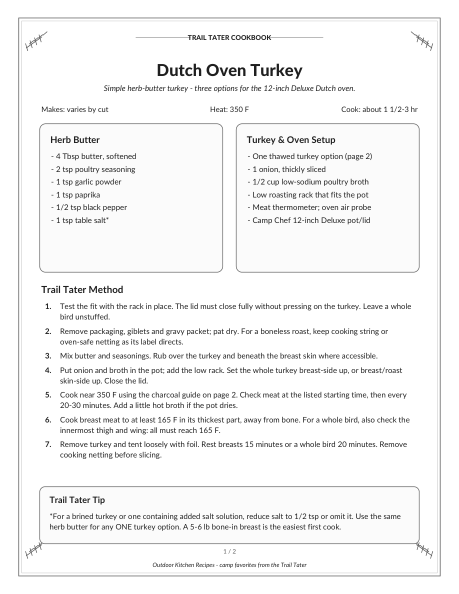 TRAIL TATER COOKBOOK
Dutch Oven Turkey
Simple herb-butter turkey - three options for the 12-inch Deluxe Dutch oven.
Makes: varies by cut
Heat: 350 F
Cook: about 1 1/2-3 hr
Herb Butter
- 4 Tbsp butter, softened
- 2 tsp poultry seasoning
- 1 tsp garlic powder
- 1 tsp paprika
- 1/2 tsp black pepper
- 1 tsp table salt*
Turkey & Oven Setup
- One thawed turkey option (page 2)
- 1 onion, thickly sliced
- 1/2 cup low-sodium poultry broth
- Low roasting rack that fits the pot
- Meat thermometer; oven air probe
- Camp Chef 12-inch Deluxe pot/lid
Trail Tater Method
1. Test the fit with the rack in place. The lid must close fully without pressing on the turkey. Leave a whole
bird unstuffed.
2. Remove packaging, giblets and gravy packet; pat dry. For a boneless roast, keep cooking string or
oven-safe netting as its label directs.
3. Mix butter and seasonings. Rub over the turkey and beneath the breast skin where accessible.
4. Put onion and broth in the pot; add the low rack. Set the whole turkey breast-side up, or breast/roast
skin-side up. Close the lid.
5. Cook near 350 F using the charcoal guide on page 2. Check meat at the listed starting time, then every
20-30 minutes. Add a little hot broth if the pot dries.
6. Cook breast meat to at least 165 F in its thickest part, away from bone. For a whole bird, also check the
innermost thigh and wing; all must reach 165 F.
7. Remove turkey and tent loosely with foil. Rest breasts 15 minutes or a whole bird 20 minutes. Remove
cooking netting before slicing.
Trail Tater Tip
*For a brined turkey or one containing added salt solution, reduce salt to 1/2 tsp or omit it. Use the same
herb butter for any ONE turkey option. A 5-6 lb bone-in breast is the easiest first cook.
1 / 2
Outdoor Kitchen Recipes - camp favorites from the Trail Tater